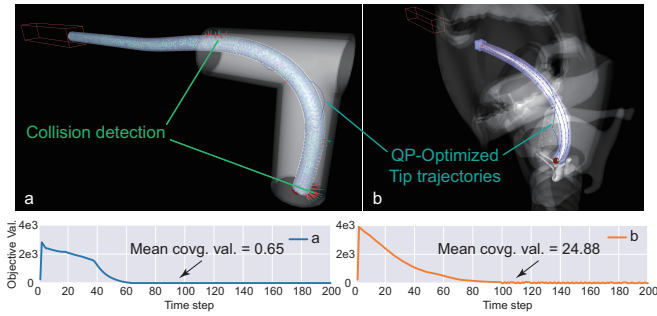 Collision detection
QP-Optimized
Tip trajectories
a
b
Objective Val.
4e3
2e3
0
Mean covg. val. = 0.65
a
0 20 40 60 80 100 120 140 160 180 200
Time step
4e3
2e3
0
Mean covg. val. = 24.88
b
0 20 40 60 80 100 120 140 160 180 200
Time step